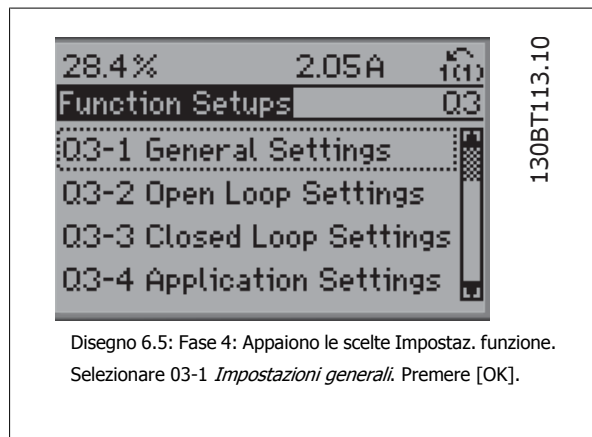 28.4% 2.05A 1(1)
Function Setups Q3
Q3-1 General Settings
Q3-2 Open Loop Settings
Q3-3 Closed Loop Settings
Q3-4 Application Settings
130BT113.10
Disegno 6.5: Fase 4: Appaiono le scelte Impostaz. funzione.
Selezionare 03-1 Impostazioni generali. Premere [OK].